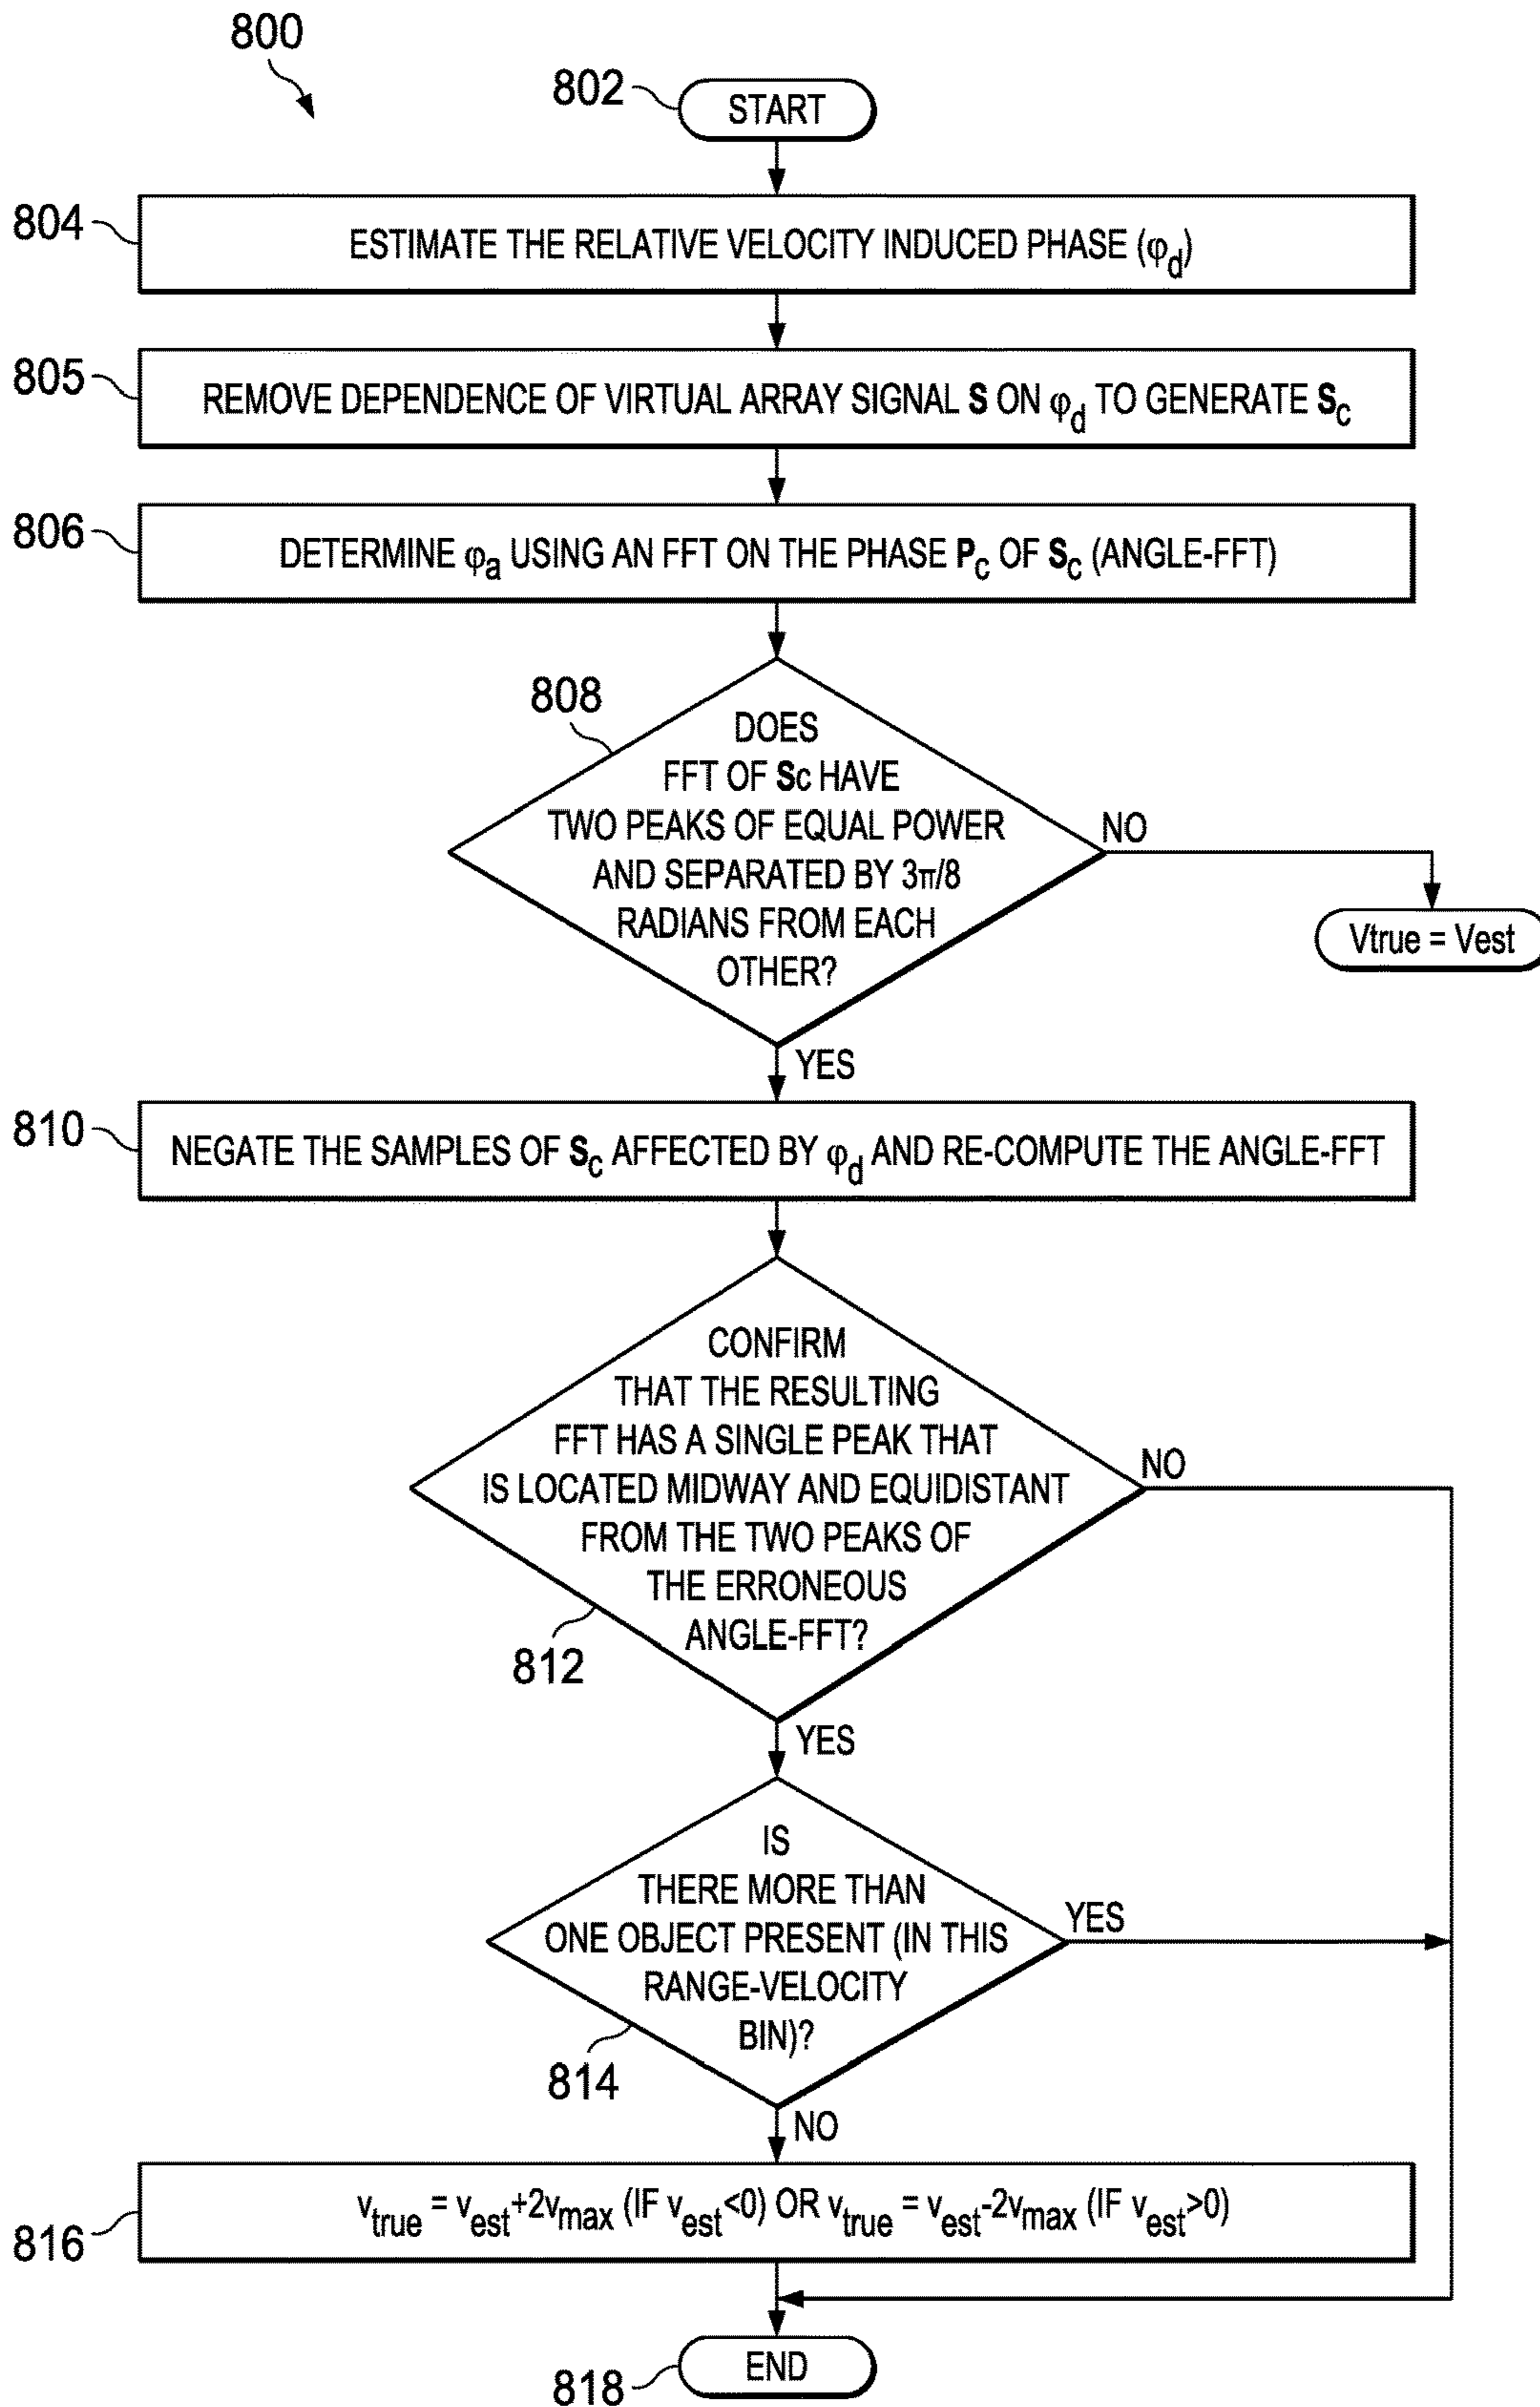 800
802
START
804
ESTIMATE THE RELATIVE VELOCITY INDUCED PHASE (φd)
805
REMOVE DEPENDENCE OF VIRTUAL ARRAY SIGNAL S ON φd TO GENERATE Sc
806
DETERMINE φa USING AN FFT ON THE PHASE Pc OF Sc (ANGLE-FFT)
808
DOES
FFT OF Sc HAVE
TWO PEAKS OF EQUAL POWER
AND SEPARATED BY 3π/8
RADIANS FROM EACH
OTHER?
NO
Vtrue = Vest
YES
810
NEGATE THE SAMPLES OF Sc AFFECTED BY φd AND RE-COMPUTE THE ANGLE-FFT
CONFIRM
THAT THE RESULTING
FFT HAS A SINGLE PEAK THAT
IS LOCATED MIDWAY AND EQUIDISTANT
FROM THE TWO PEAKS OF
THE ERRONEOUS
ANGLE-FFT?
NO
812
YES
IS
THERE MORE THAN
ONE OBJECT PRESENT (IN THIS
RANGE-VELOCITY
BIN)?
YES
814
NO
816
vtrue = vest+2vmax (IF vest<0) OR vtrue = vest-2vmax (IF vest>0)
818
END